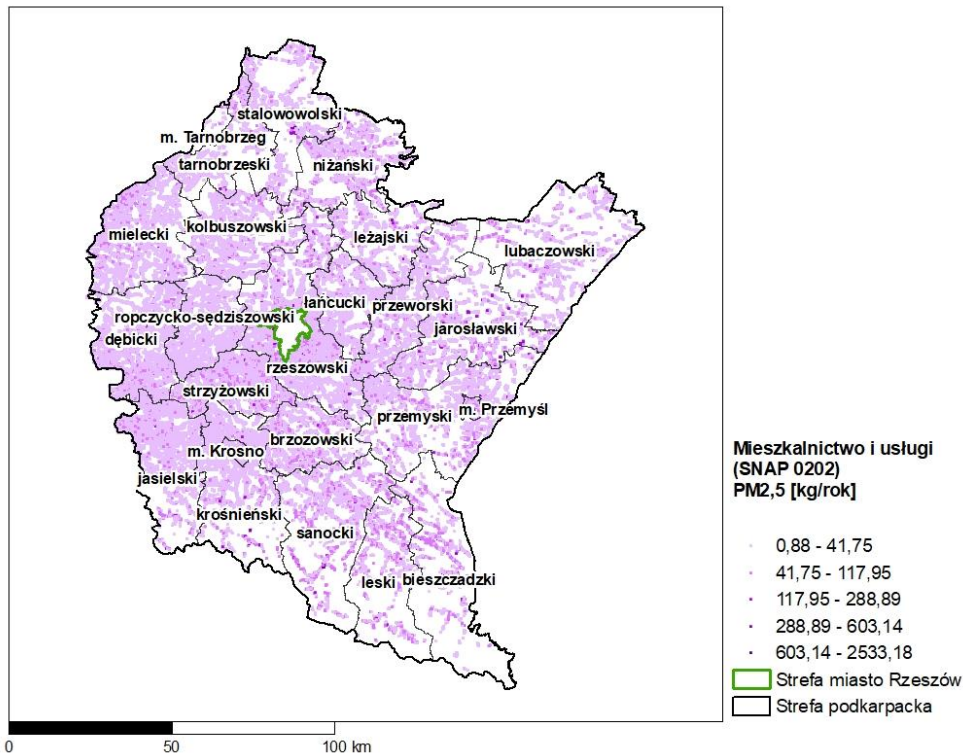 stalowowolski
m. Tarnobrzeg
tarnobrzeski
niżański
mielecki
kolbuszowski
leżajski
lubaczowski
łańcucki
przeworski
ropczycko-sędziszowski
jarosławski
dębicki
rzeszowski
strzyżowski
przemyski
m. Przemyśl
brzozowski
m. Krosno
jasielski
krośnieński
sanocki
leski
bieszczadzki
Mieszkalnictwo i usługi
(SNAP 0202)
PM2,5 [kg/rok]
0,88 - 41,75
41,75 - 117,95
117,95 - 288,89
288,89 - 603,14
603,14 - 2533,18
Strefa miasto Rzeszów
Strefa podkarpacka
0 50 100 km